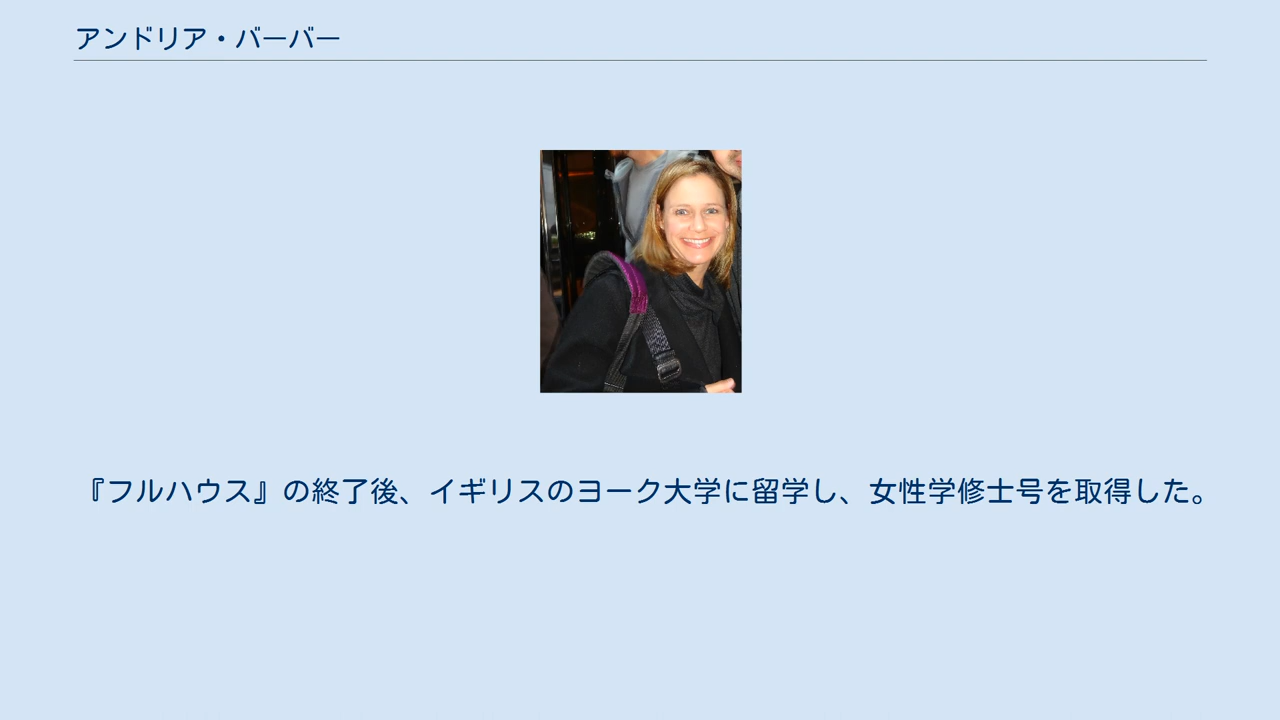 アンドリア・バーバー
『フルハウス』の終了後、イギリスのヨーク大学に留学し、女性学修士号を取得した。